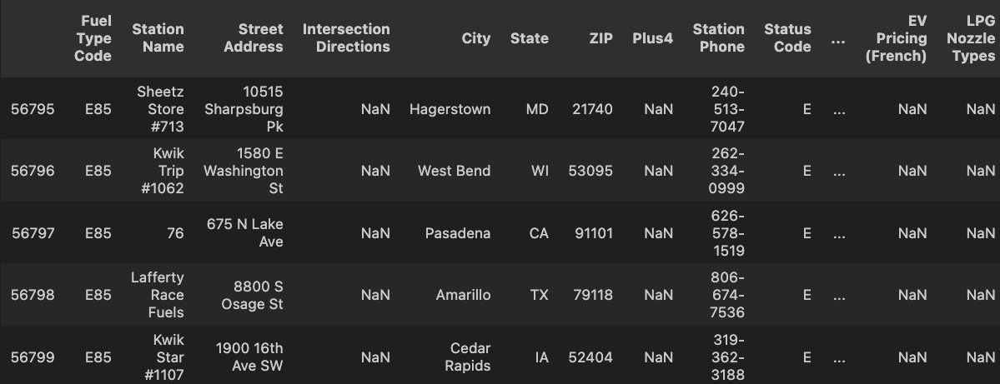 Fuel Type Code Station Name Street Address Intersection Directions City State ZIP Plus4 Station Phone Status Code ... EV Pricing (French) LPG Nozzle Types
56795 E85 Sheetz Store #713 10515 Sharpsburg Pk NaN Hagerstown MD 21740 NaN 240-513-7047 E ... NaN NaN
56796 E85 Kwik Trip #1062 1580 E Washington St NaN West Bend WI 53095 NaN 262-334-0999 E ... NaN NaN
56797 E85 76 675 N Lake Ave NaN Pasadena CA 91101 NaN 626-578-1519 E ... NaN NaN
56798 E85 Lafferty Race Fuels 8800 S Osage St NaN Amarillo TX 79118 NaN 806-674-7536 E ... NaN NaN
56799 E85 Kwik Star #1107 1900 16th Ave SW NaN Cedar Rapids IA 52404 NaN 319-362-3188 E ... NaN NaN